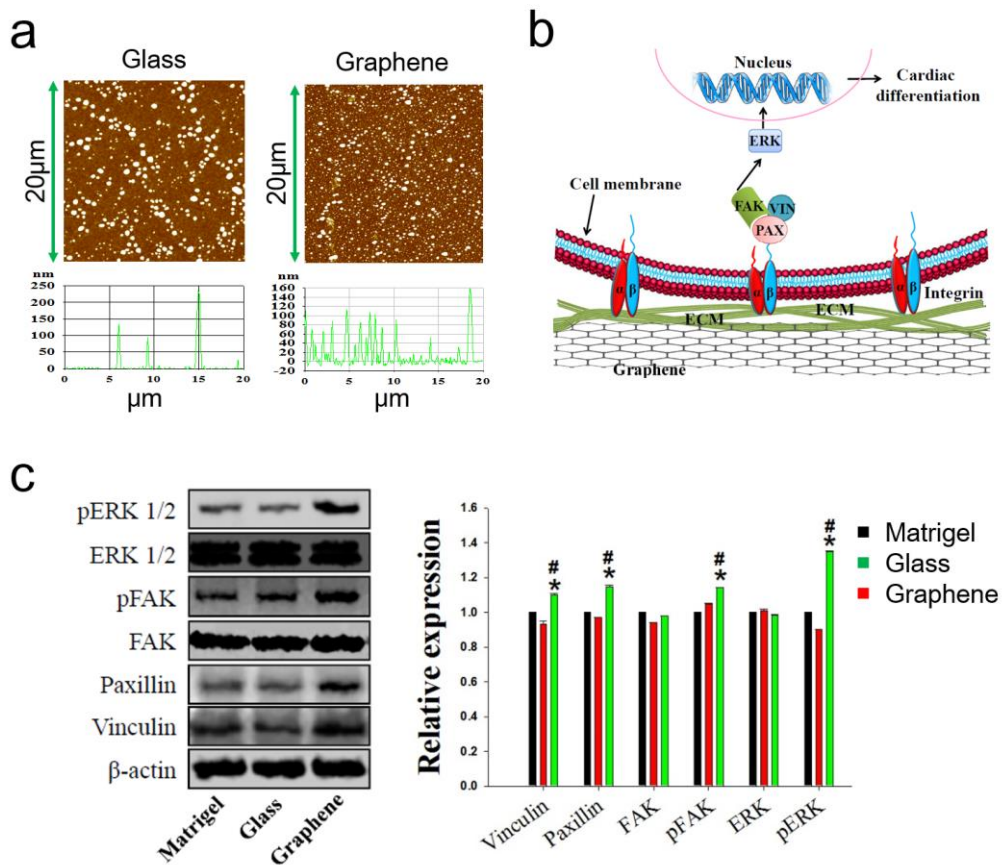 a
Glass
Graphene
20µm
20µm
nm
250
200
150
100
50
0
0 5 10 15 20
µm
nm
160
140
120
100
80
60
40
20
0
-20
0 5 10 15 20
µm
b
Nucleus
Cardiac
differentiation
ERK
Cell membrane
FAK
VIN
PAX
α β
α β
α β
Integrin
ECM
ECM
Graphene
c
pERK 1/2
ERK 1/2
pFAK
FAK
Paxillin
Vinculin
β-actin
Matrigel
Glass
Graphene
Relative expression
1.6
1.4
1.2
1.0
0.8
0.6
0.4
0.2
0.0
#
*
#
*
#
*
#
*
Vinculin
Paxillin
FAK
pFAK
ERK
pERK
Matrigel
Glass
Graphene